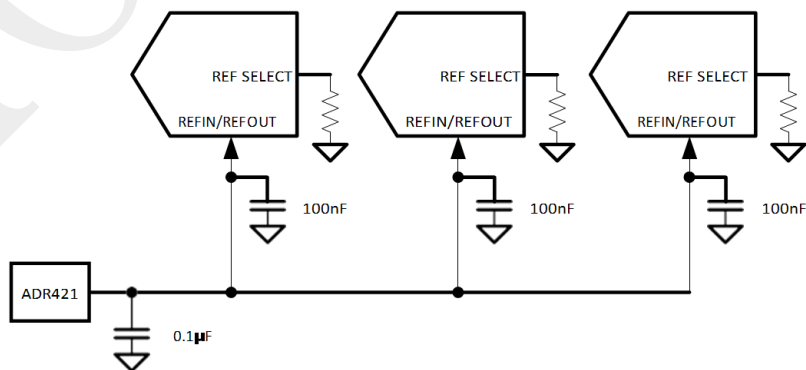 REF SELECT
REFIN/REFOUT
100nF
REF SELECT
REFIN/REFOUT
100nF
REF SELECT
REFIN/REFOUT
100nF
ADR421
0.1µF